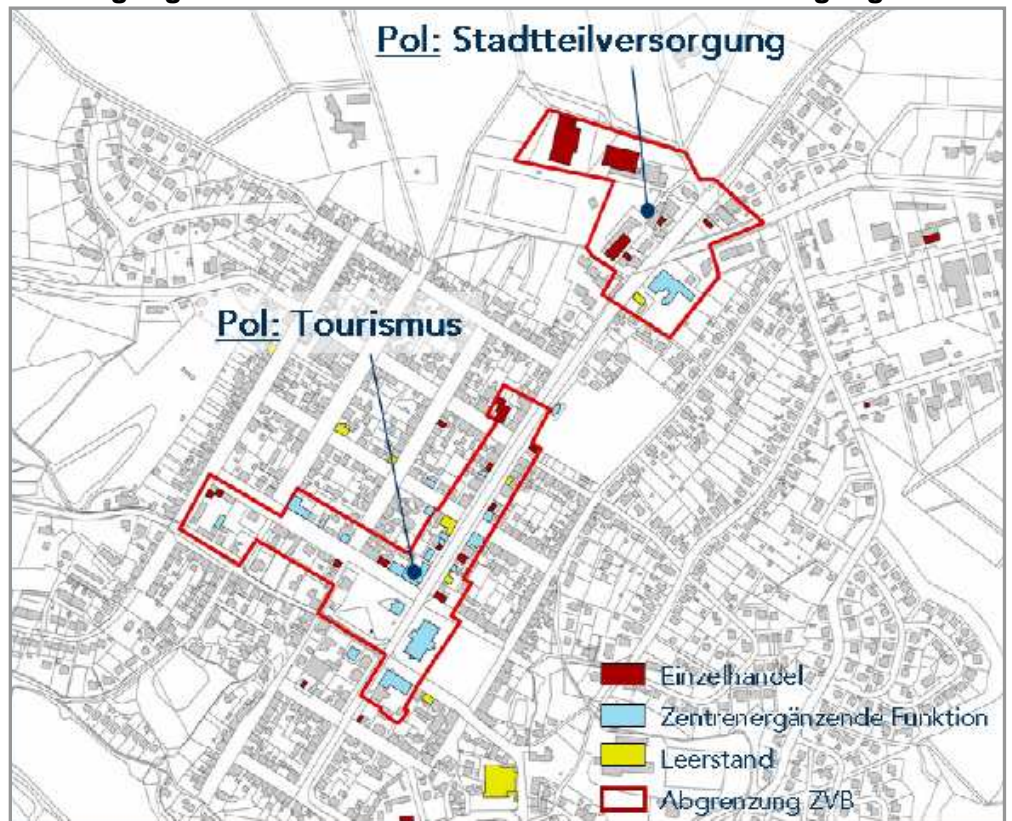 Pol: Stadtteilversorgung
Pol: Tourismus
Einzelhandel
Zentrenergänzende Funktion
Leerstand
Abgrenzung ZVB